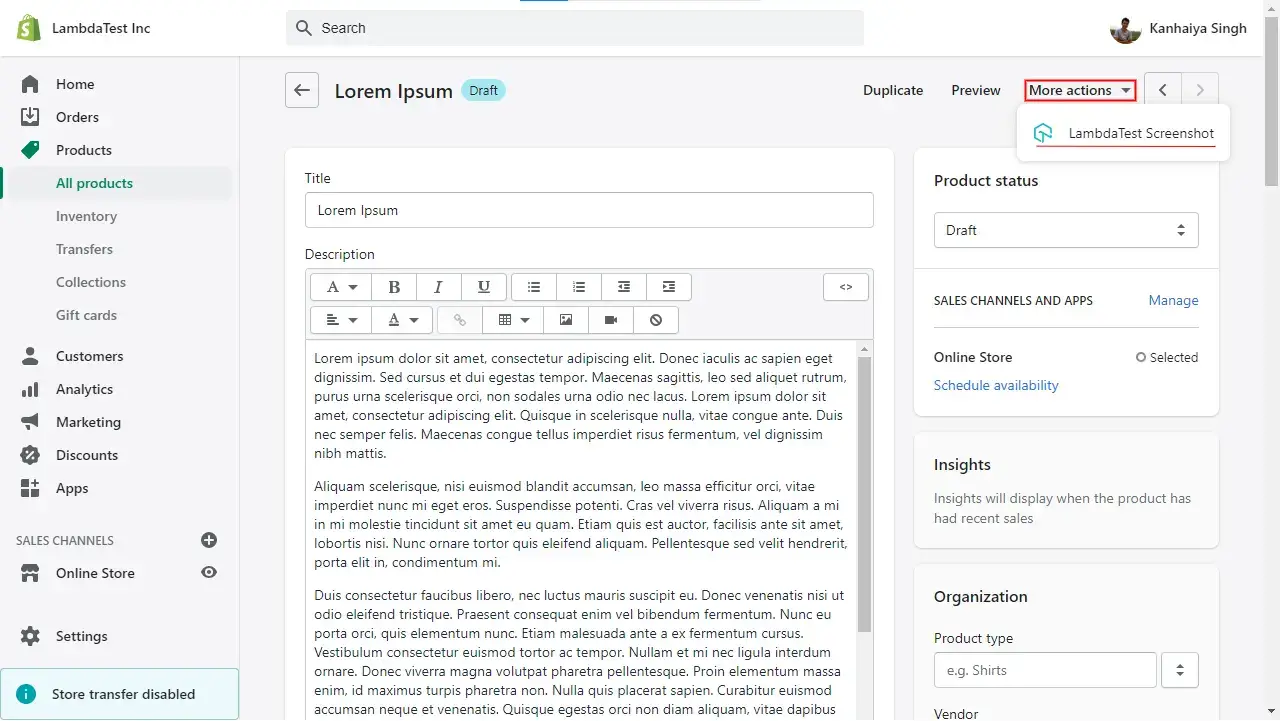 LambdaTest Inc
Search
Kanhaiya Singh
Home
Orders
Products
All products
Inventory
Transfers
Collections
Gift cards
Customers
Analytics
Marketing
Discounts
Apps
SALES CHANNELS
Online Store
Settings
Store transfer disabled
Lorem Ipsum Draft
Duplicate Preview More actions
LambdaTest Screenshot
Title
Lorem Ipsum
Description
A B I U <>
A
Lorem ipsum dolor sit amet, consectetur adipiscing elit. Donec iaculis ac sapien eget
dignissim. Sed cursus et dui egestas tempor. Maecenas sagittis, leo sed aliquet rutrum,
purus urna scelerisque orci, non sodales urna odio nec lacus. Lorem ipsum dolor sit
amet, consectetur adipiscing elit. Quisque in scelerisque nulla, vitae congue ante. Duis
nec semper felis. Maecenas congue tellus imperdiet risus fermentum, vel dignissim
nibh mattis.
Aliquam scelerisque, nisi euismod blandit accumsan, leo massa efficitur orci, vitae
imperdiet nunc mi eget eros. Suspendisse potenti. Cras vel viverra risus. Aliquam a mi
in mi molestie tincidunt sit amet eu quam. Etiam quis est auctor, facilisis ante sit amet,
lobortis nisi. Nunc ornare tortor quis eleifend aliquam. Pellentesque sed velit hendrerit,
porta elit in, condimentum mi.
Duis consectetur faucibus libero, nec luctus mauris suscipit eu. Donec venenatis nisi ut
odio eleifend tristique. Praesent consequat enim vel bibendum fermentum. Nunc eu
porta orci, quis elementum nunc. Etiam malesuada ante a ex fermentum cursus.
Vestibulum consectetur euismod tortor ac tempor. Nullam et mi nec ligula interdum
ornare. Donec viverra magna volutpat pharetra pellentesque. Proin elementum massa
enim, id maximus turpis pharetra non. Nulla quis placerat sapien. Curabitur euismod
accumsan neque et venenatis. Quisque egestas orci non diam aliquam, vitae dapibus
Product status
Draft
SALES CHANNELS AND APPS Manage
Online Store Selected
Schedule availability
Insights
Insights will display when the product has
had recent sales
Organization
Product type
e.g. Shirts
Vendor